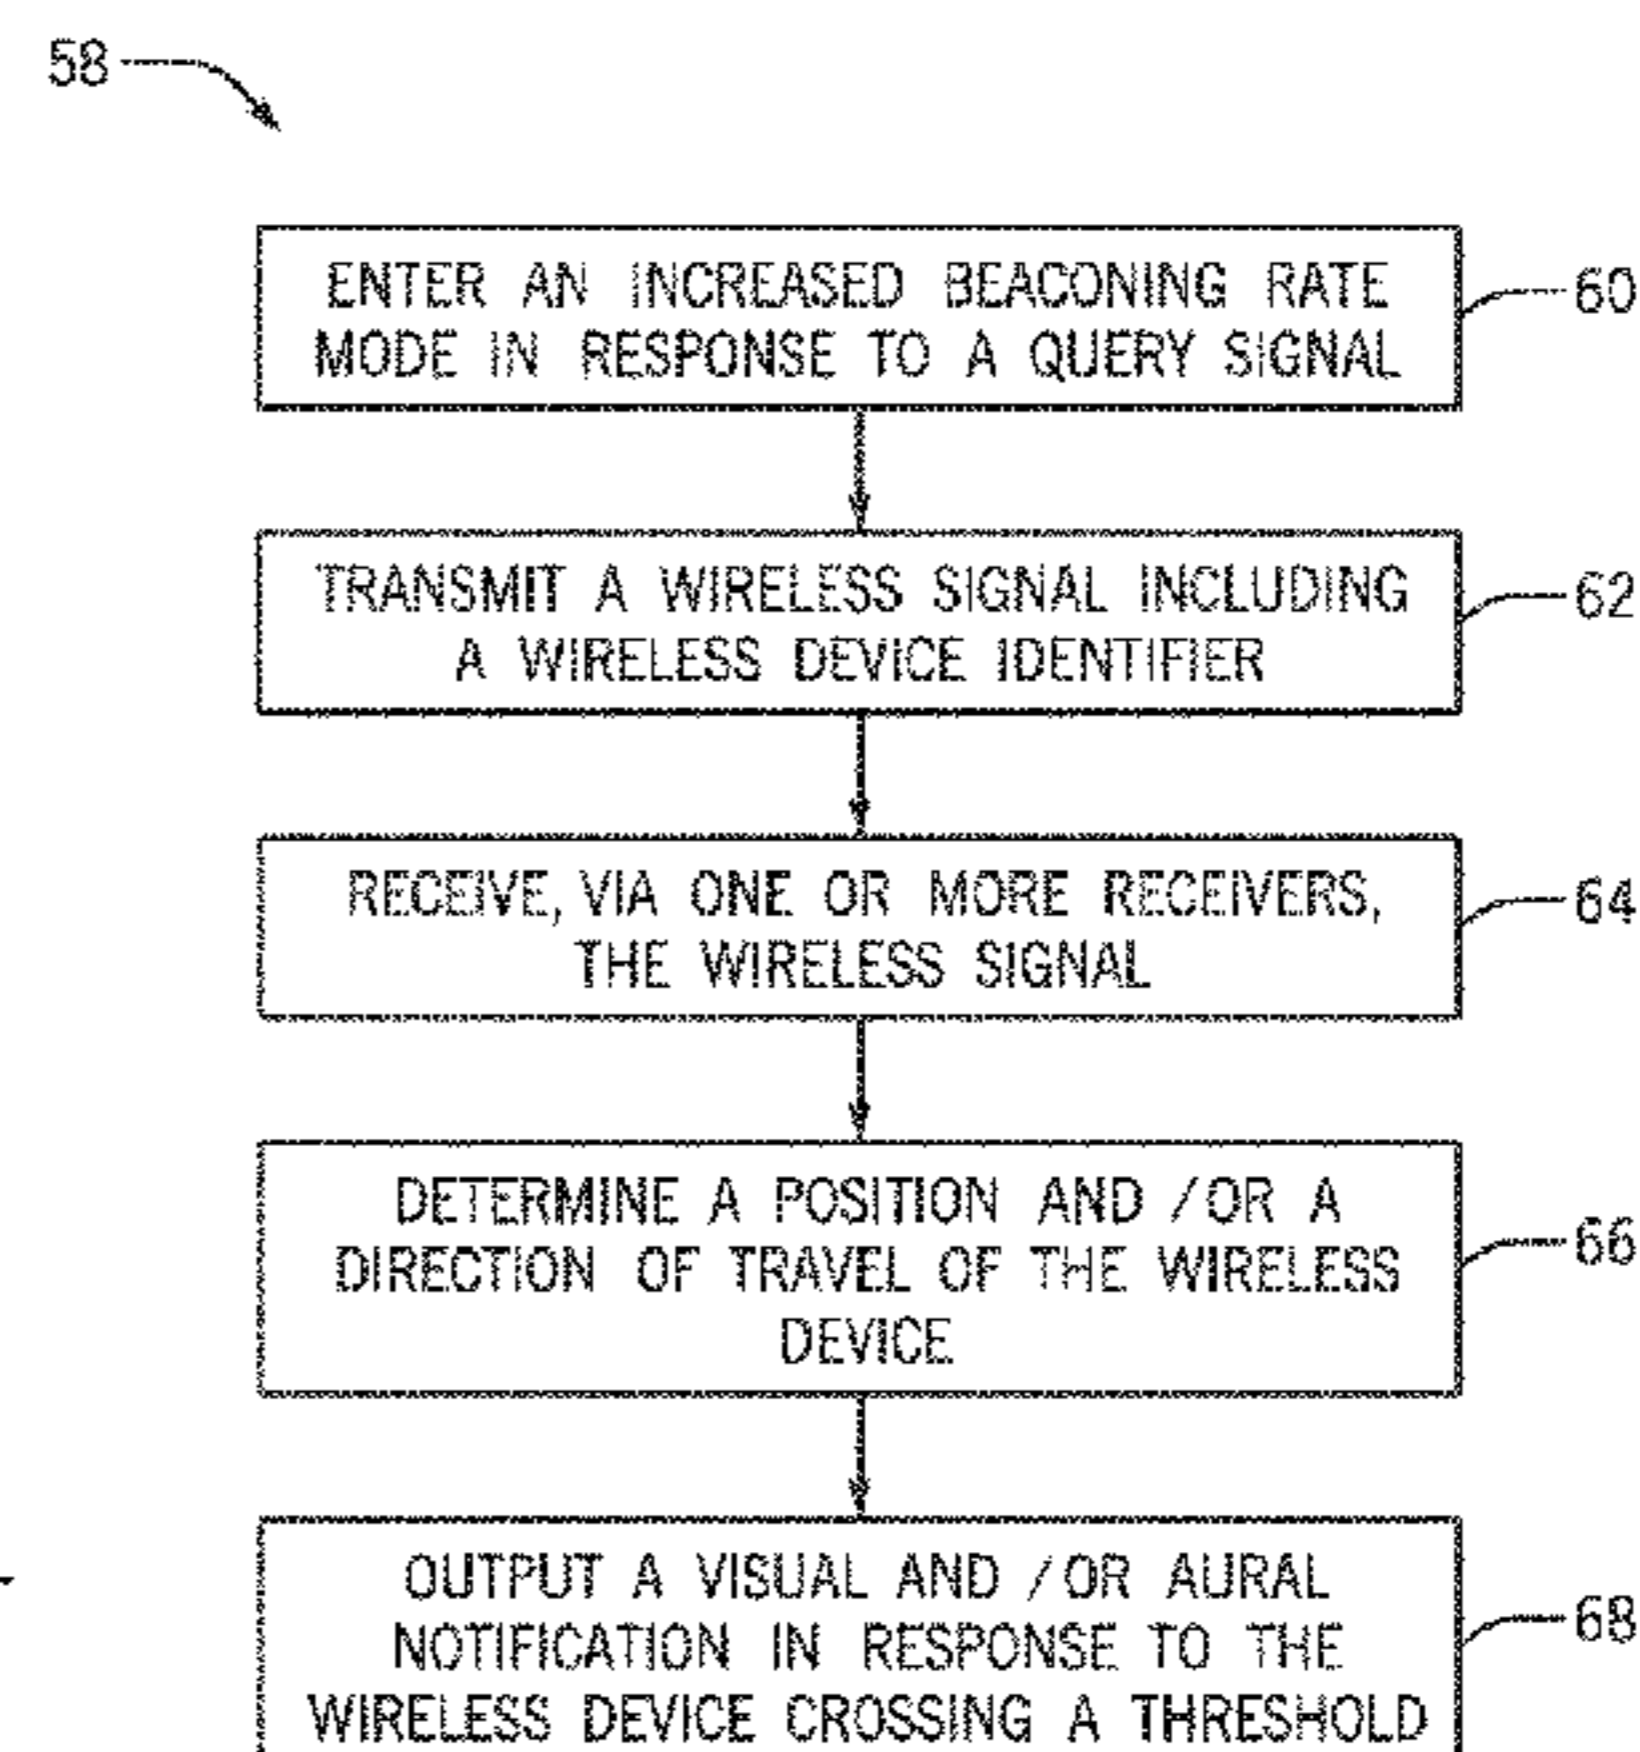 58
ENTER AN INCREASED BEACONING RATE
MODE IN RESPONSE TO A QUERY SIGNAL
60
TRANSMIT A WIRELESS SIGNAL INCLUDING
A WIRELESS DEVICE IDENTIFIER
62
RECEIVE, VIA ONE OR MORE RECEIVERS,
THE WIRELESS SIGNAL
64
DETERMINE A POSITION AND /OR A
DIRECTION OF TRAVEL OF THE WIRELESS
DEVICE
66
OUTPUT A VISUAL AND /OR AURAL
NOTIFICATION IN RESPONSE TO THE
WIRELESS DEVICE CROSSING A THRESHOLD
68